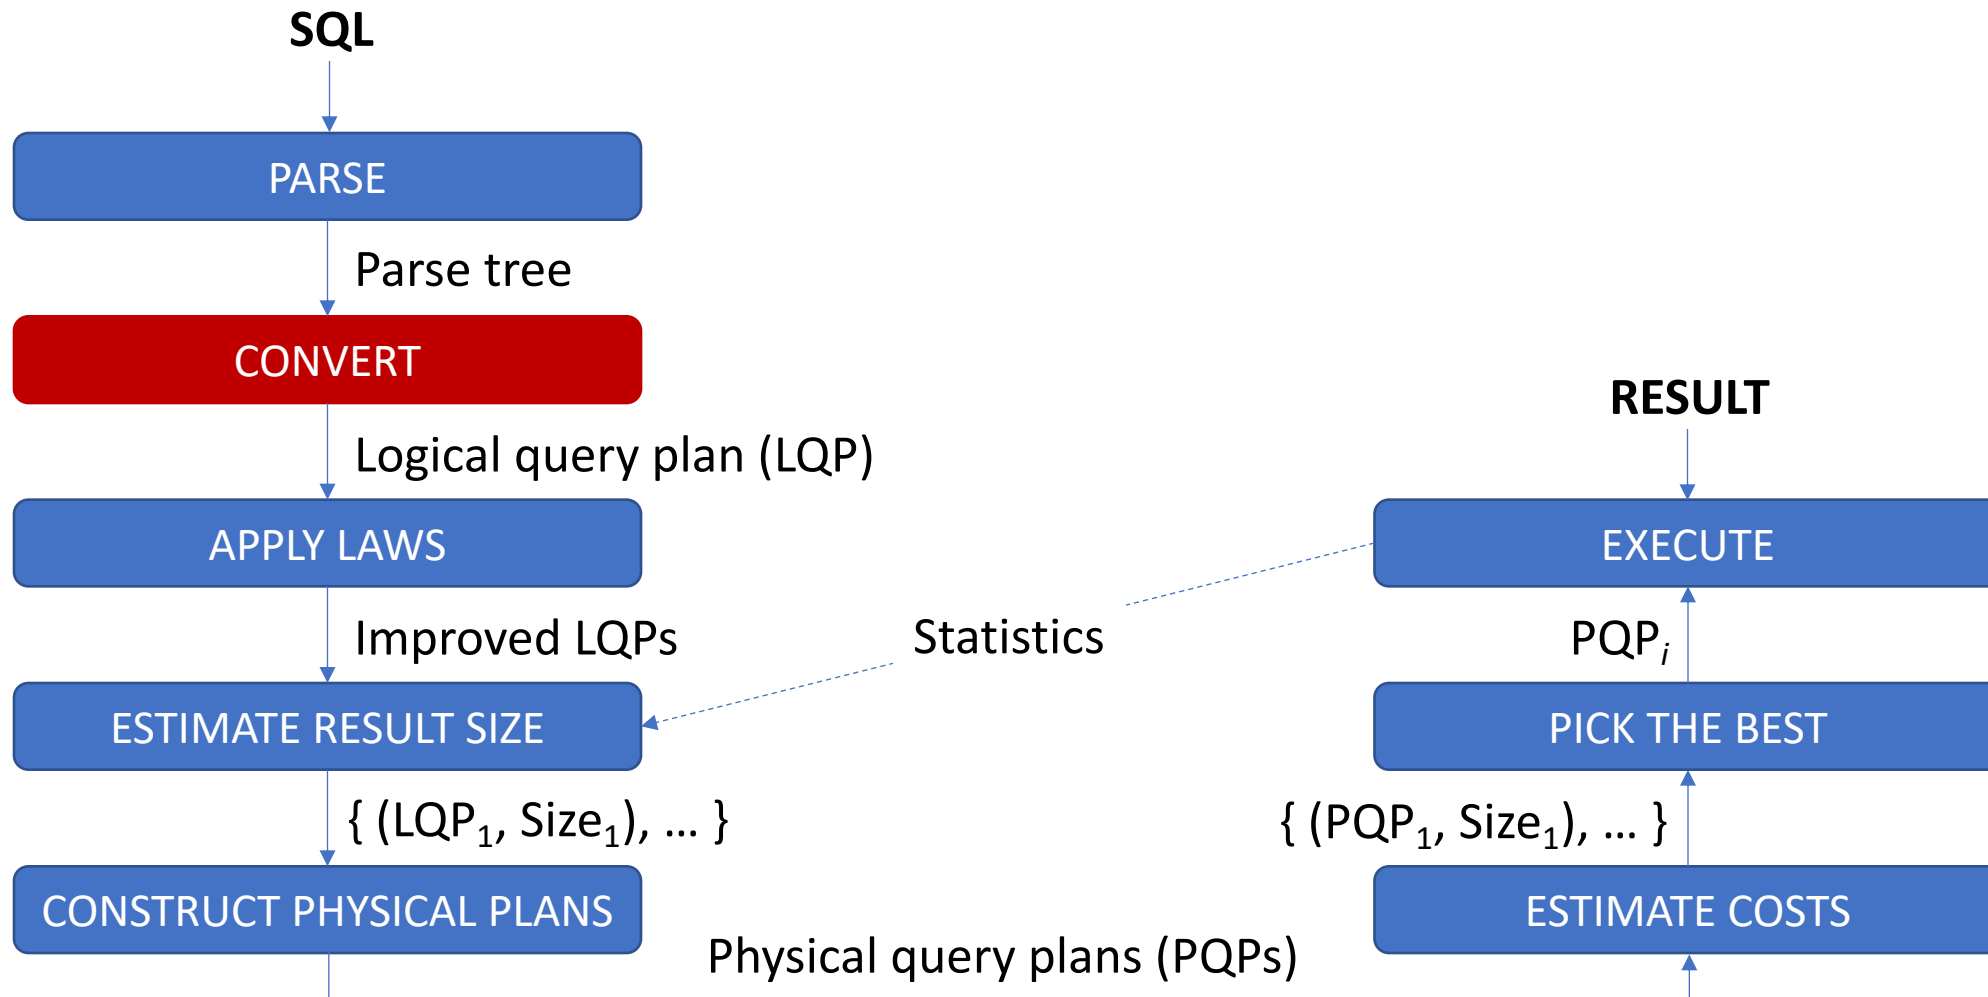 SQL
PARSE
Parse tree
CONVERT
Logical query plan (LQP)
APPLY LAWS
Improved LQPs
ESTIMATE RESULT SIZE
{ (LQP₁, Size₁), … }
CONSTRUCT PHYSICAL PLANS
Statistics
Physical query plans (PQPs)
RESULT
EXECUTE
PQPᵢ
PICK THE BEST
{ (PQP₁, Size₁), … }
ESTIMATE COSTS